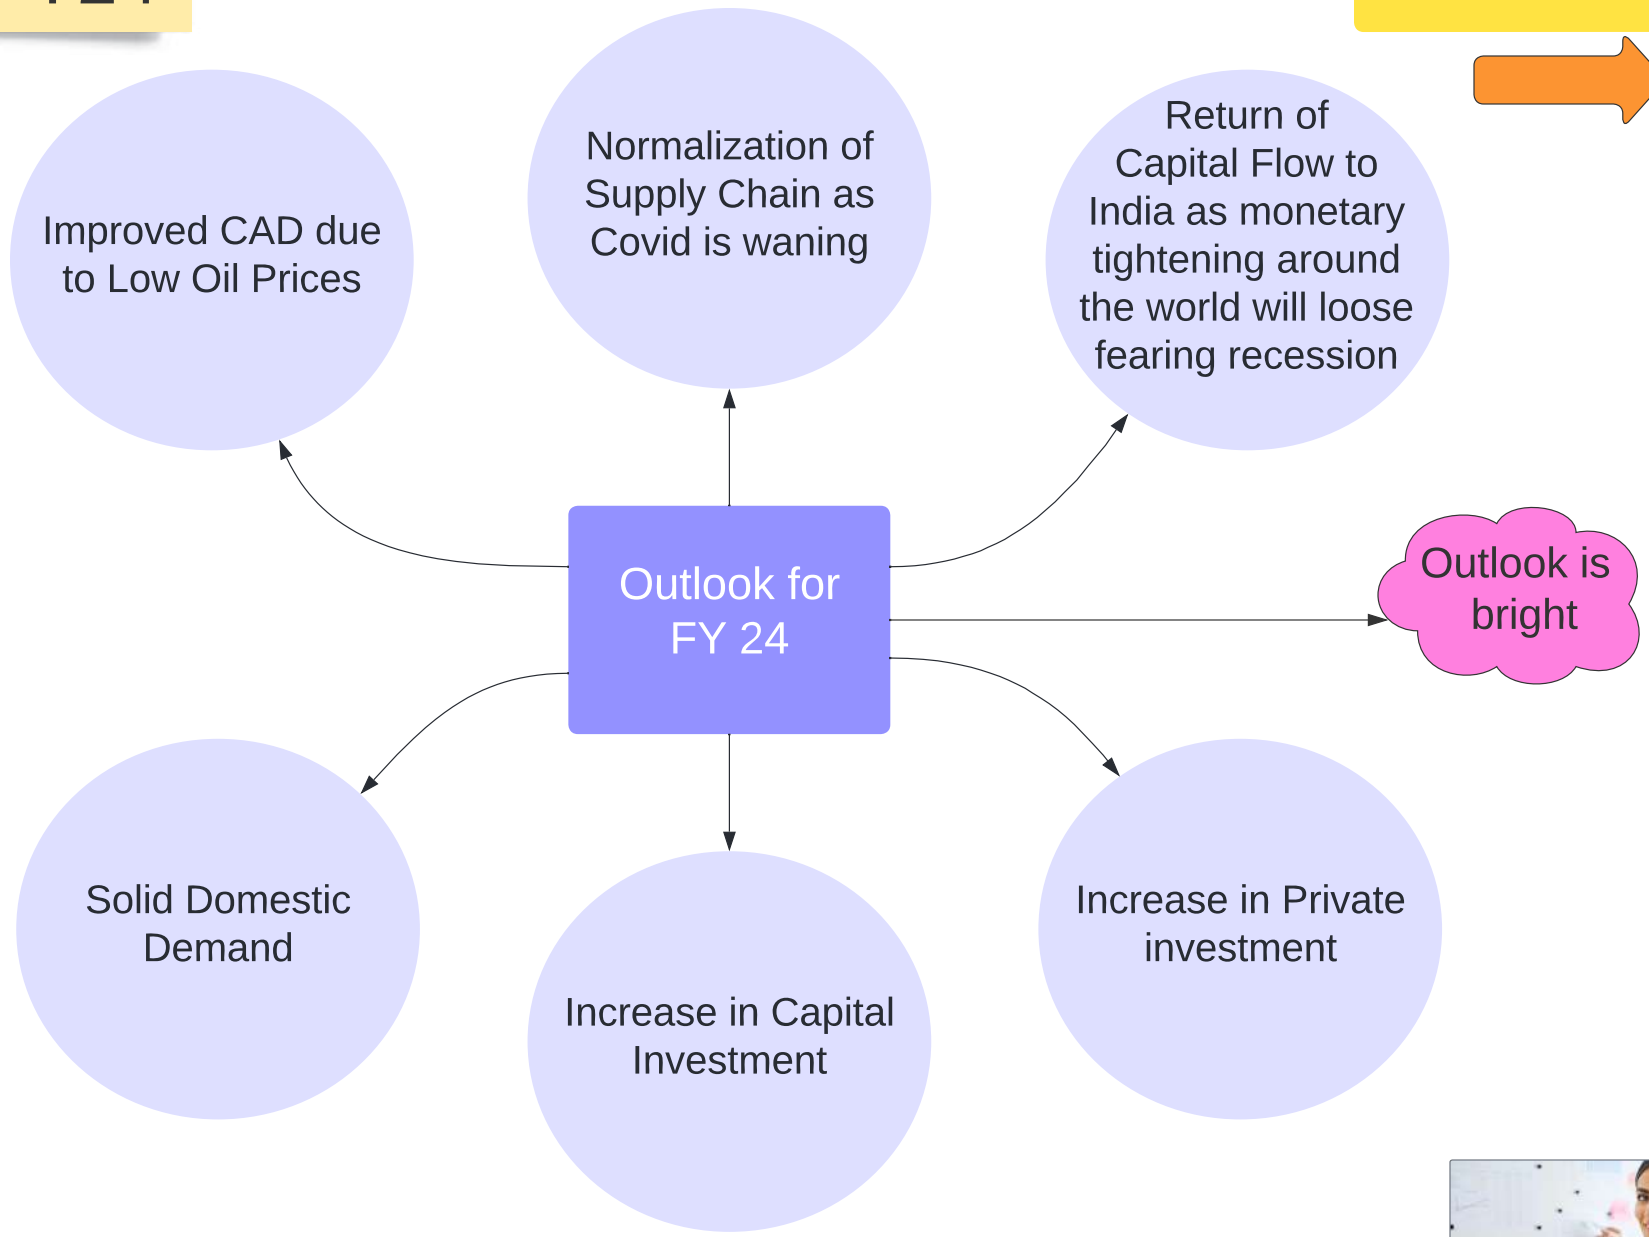 Improved CAD due
to Low Oil Prices
Normalization of
Supply Chain as
Covid is waning
Return of
Capital Flow to
India as monetary
tightening around
the world will loose
fearing recession
Outlook for
FY 24
Outlook is
bright
Solid Domestic
Demand
Increase in Capital
Investment
Increase in Private
investment